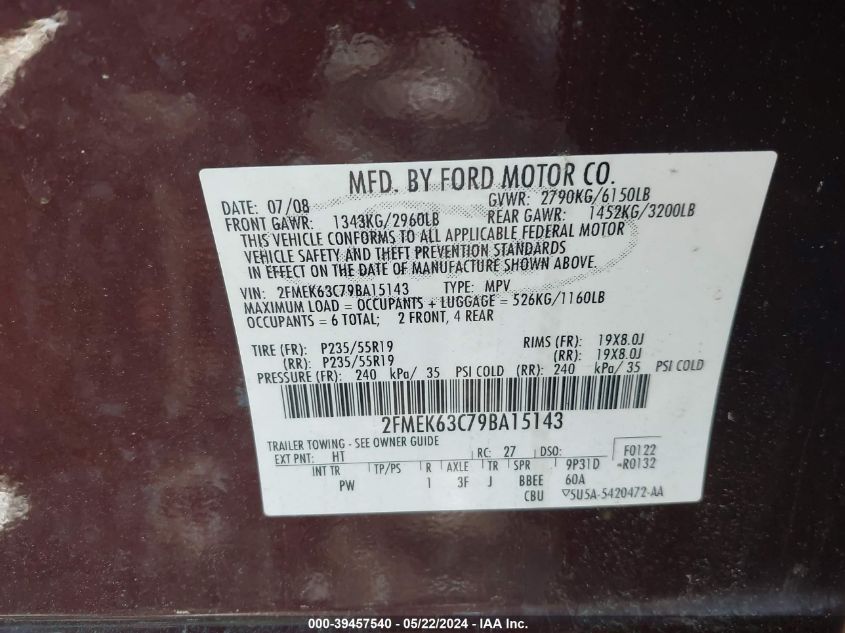 MFD. BY FORD MOTOR CO.
DATE: 07/08 GVWR: 2790KG/6150LB
FRONT GAWR: 1343KG/2960LB REAR GAWR: 1452KG/3200LB
THIS VEHICLE CONFORMS TO ALL APPLICABLE FEDERAL MOTOR
VEHICLE SAFETY AND THEFT PREVENTION STANDARDS
IN EFFECT ON THE DATE OF MANUFACTURE SHOWN ABOVE.
VIN: 2FMEK63C79BA15143 TYPE: MPV
MAXIMUM LOAD = OCCUPANTS + LUGGAGE = 526KG/1160LB
OCCUPANTS = 6 TOTAL; 2 FRONT, 4 REAR
TIRE (FR): P235/55R19 RIMS (FR): 19X8.0J
(RR): P235/55R19 (RR): 19X8.0J
PRESSURE (FR): 240 kPa/ 35 PSI COLD (RR): 240 kPa/ 35 PSI COLD
2FMEK63C79BA15143
TRAILER TOWING - SEE OWNER GUIDE
EXT PNT: HT RC: 27 DSO: F0122
INT TR TP/PS R AXLE TR SPR 9P31D -R0132
PW 1 3F J BBEE 60A
CBU ▽5U5A-5420472-AA
000-39457540 - 05/22/2024 - IAA Inc.